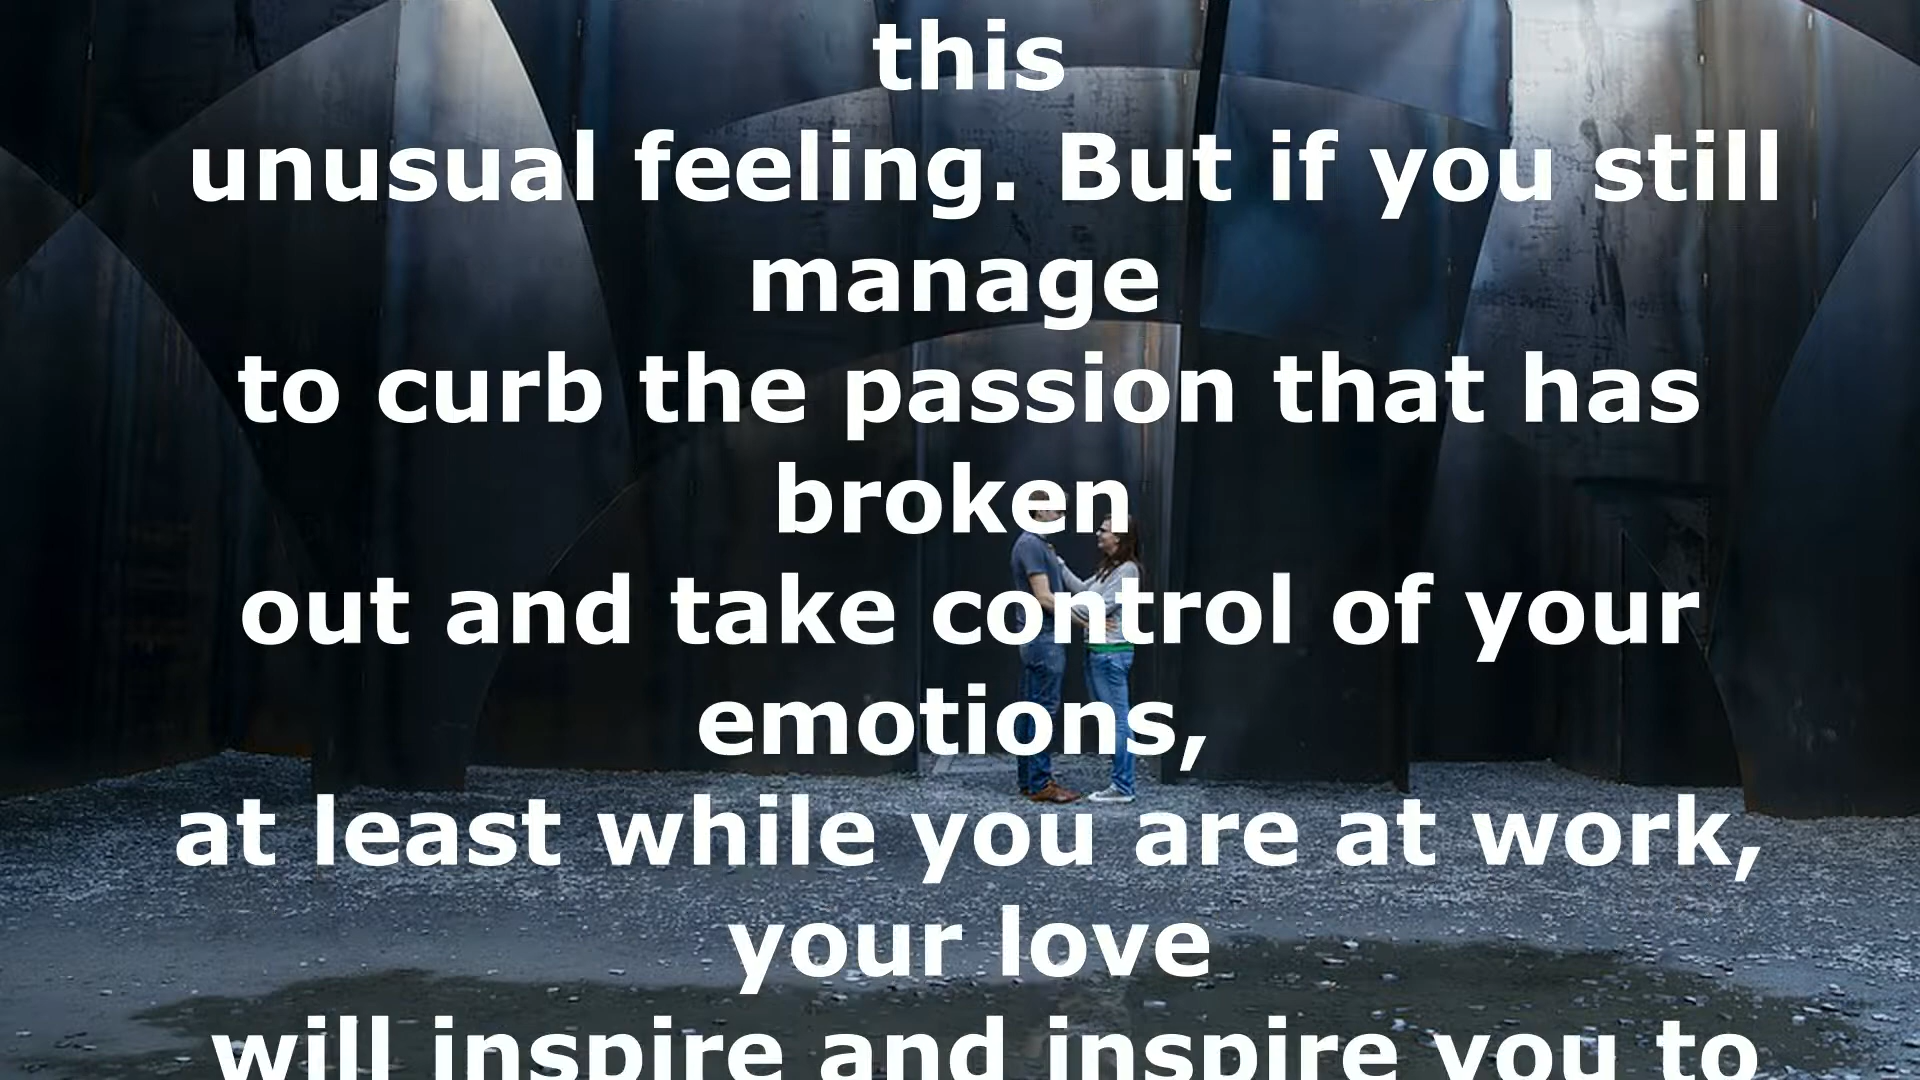 this
unusual feeling. But if you still
manage
to curb the passion that has
broken
out and take control of your
emotions,
at least while you are at work,
your love
will inspire and inspire you to